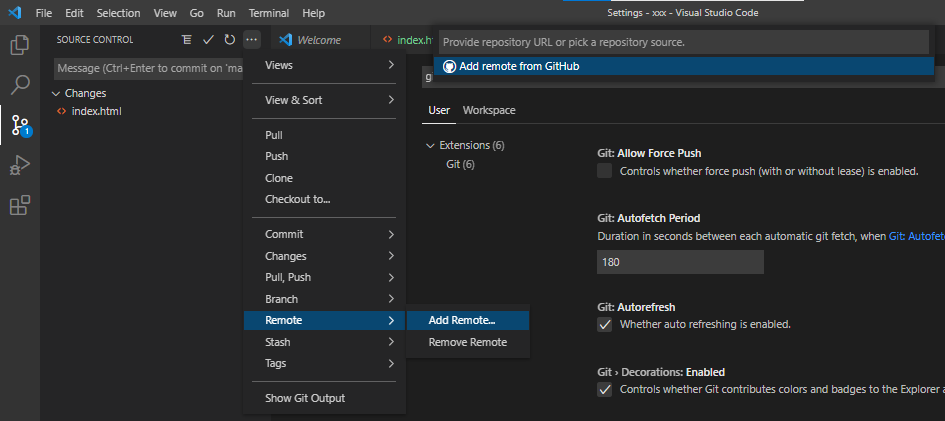 File Edit Selection View Go Run Terminal Help
Settings - xxx - Visual Studio Code
SOURCE CONTROL
Message (Ctrl+Enter to commit on 'ma
Changes
index.html
1
Welcome
index.h
Provide repository URL or pick a repository source.
Add remote from GitHub
g
Views
View & Sort
Pull
Push
Clone
Checkout to...
Commit
Changes
Pull, Push
Branch
Remote
Stash
Tags
Show Git Output
Add Remote...
Remove Remote
User Workspace
Extensions (6)
Git (6)
Git: Allow Force Push
Controls whether force push (with or without lease) is enabled.
Git: Autofetch Period
Duration in seconds between each automatic git fetch, when Git: Autofet
180
Git: Autorefresh
Whether auto refreshing is enabled.
Git › Decorations: Enabled
Controls whether Git contributes colors and badges to the Explorer a